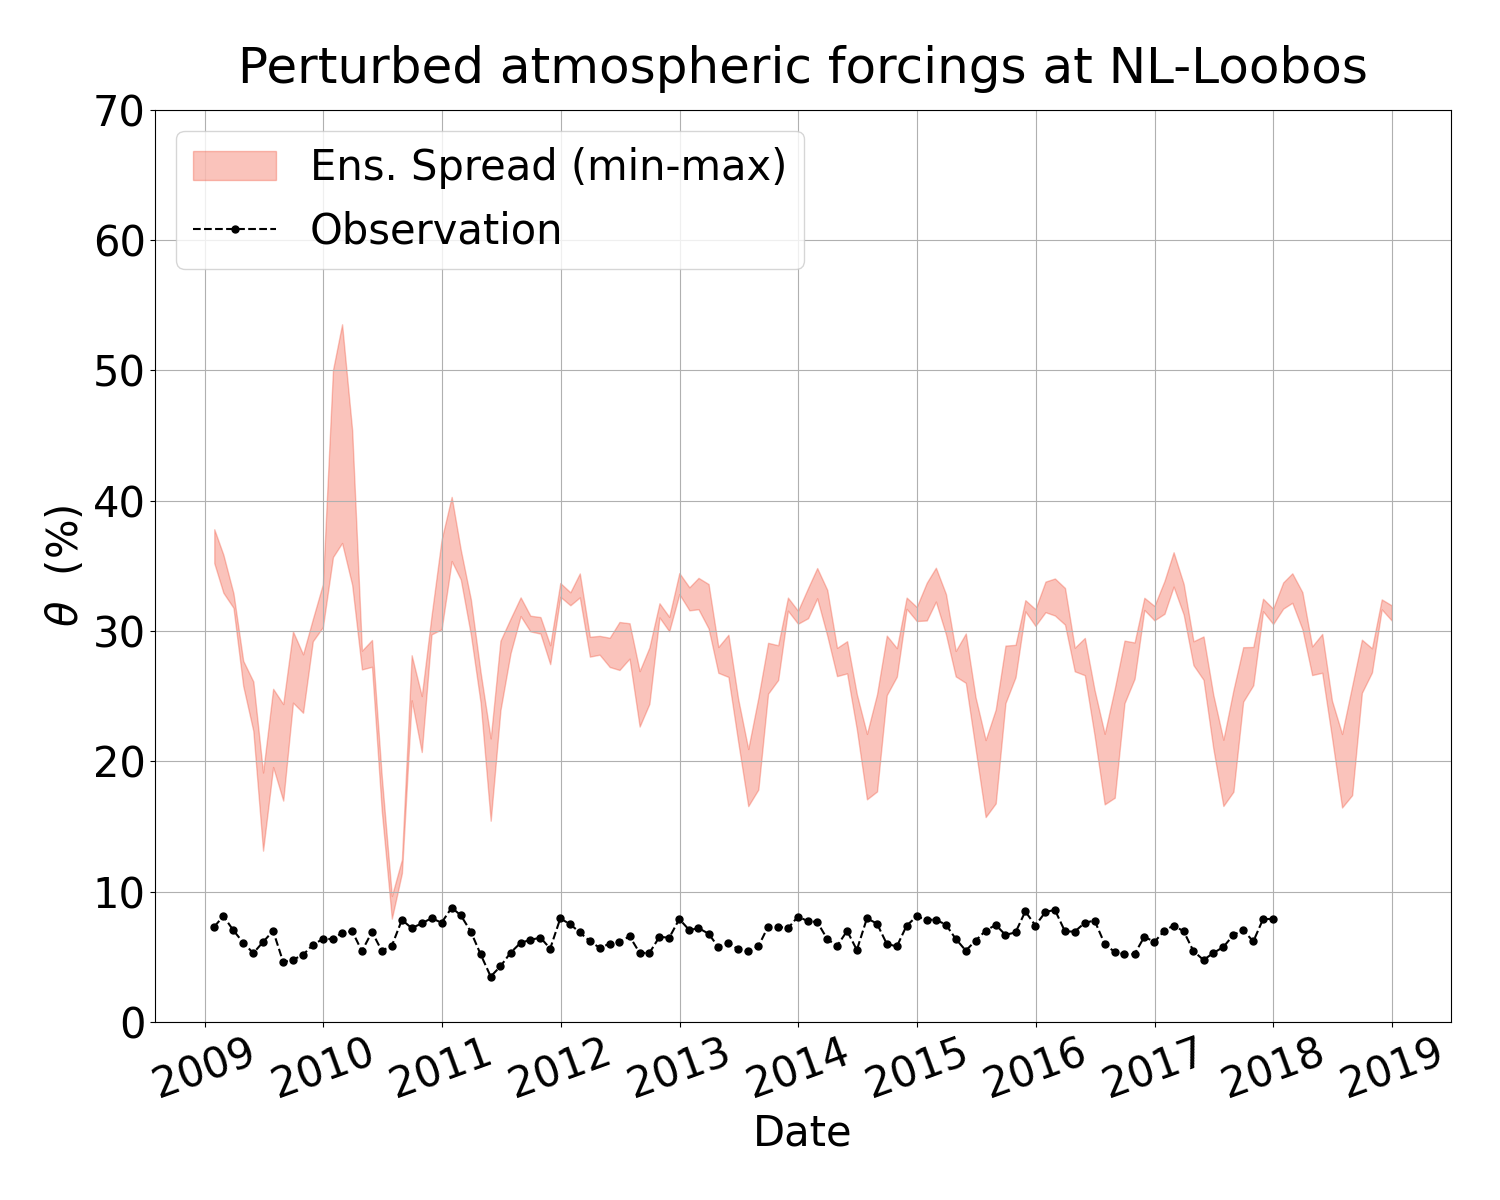 Perturbed atmospheric forcings at NL-Loobos
70
60
50
40
30
20
10
0
θ (%)
Ens. Spread (min-max)
Observation
2009 2010 2011 2012 2013 2014 2015 2016 2017 2018 2019
Date